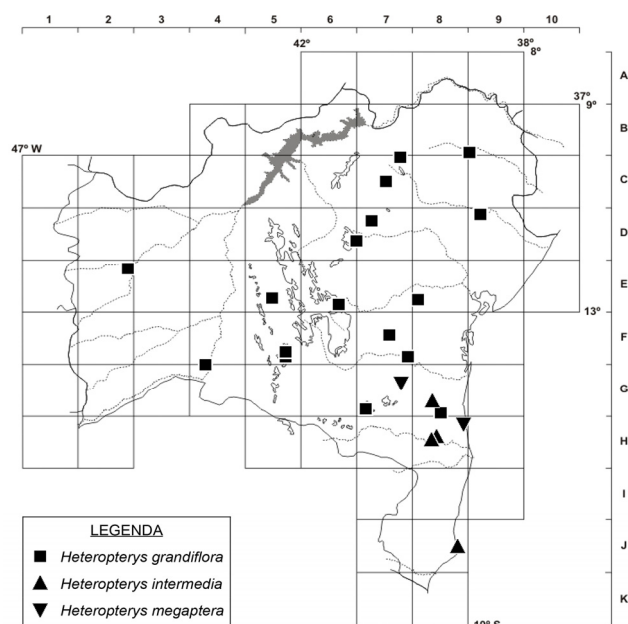 1 2 3 4 5 6 7 8 9 10
42° 38°
8°
A
37°
9°
B
47° W
C
D
E
13°
F
G
H
I
J
K
LEGENDA
Heteropterys grandiflora
Heteropterys intermedia
Heteropterys megaptera